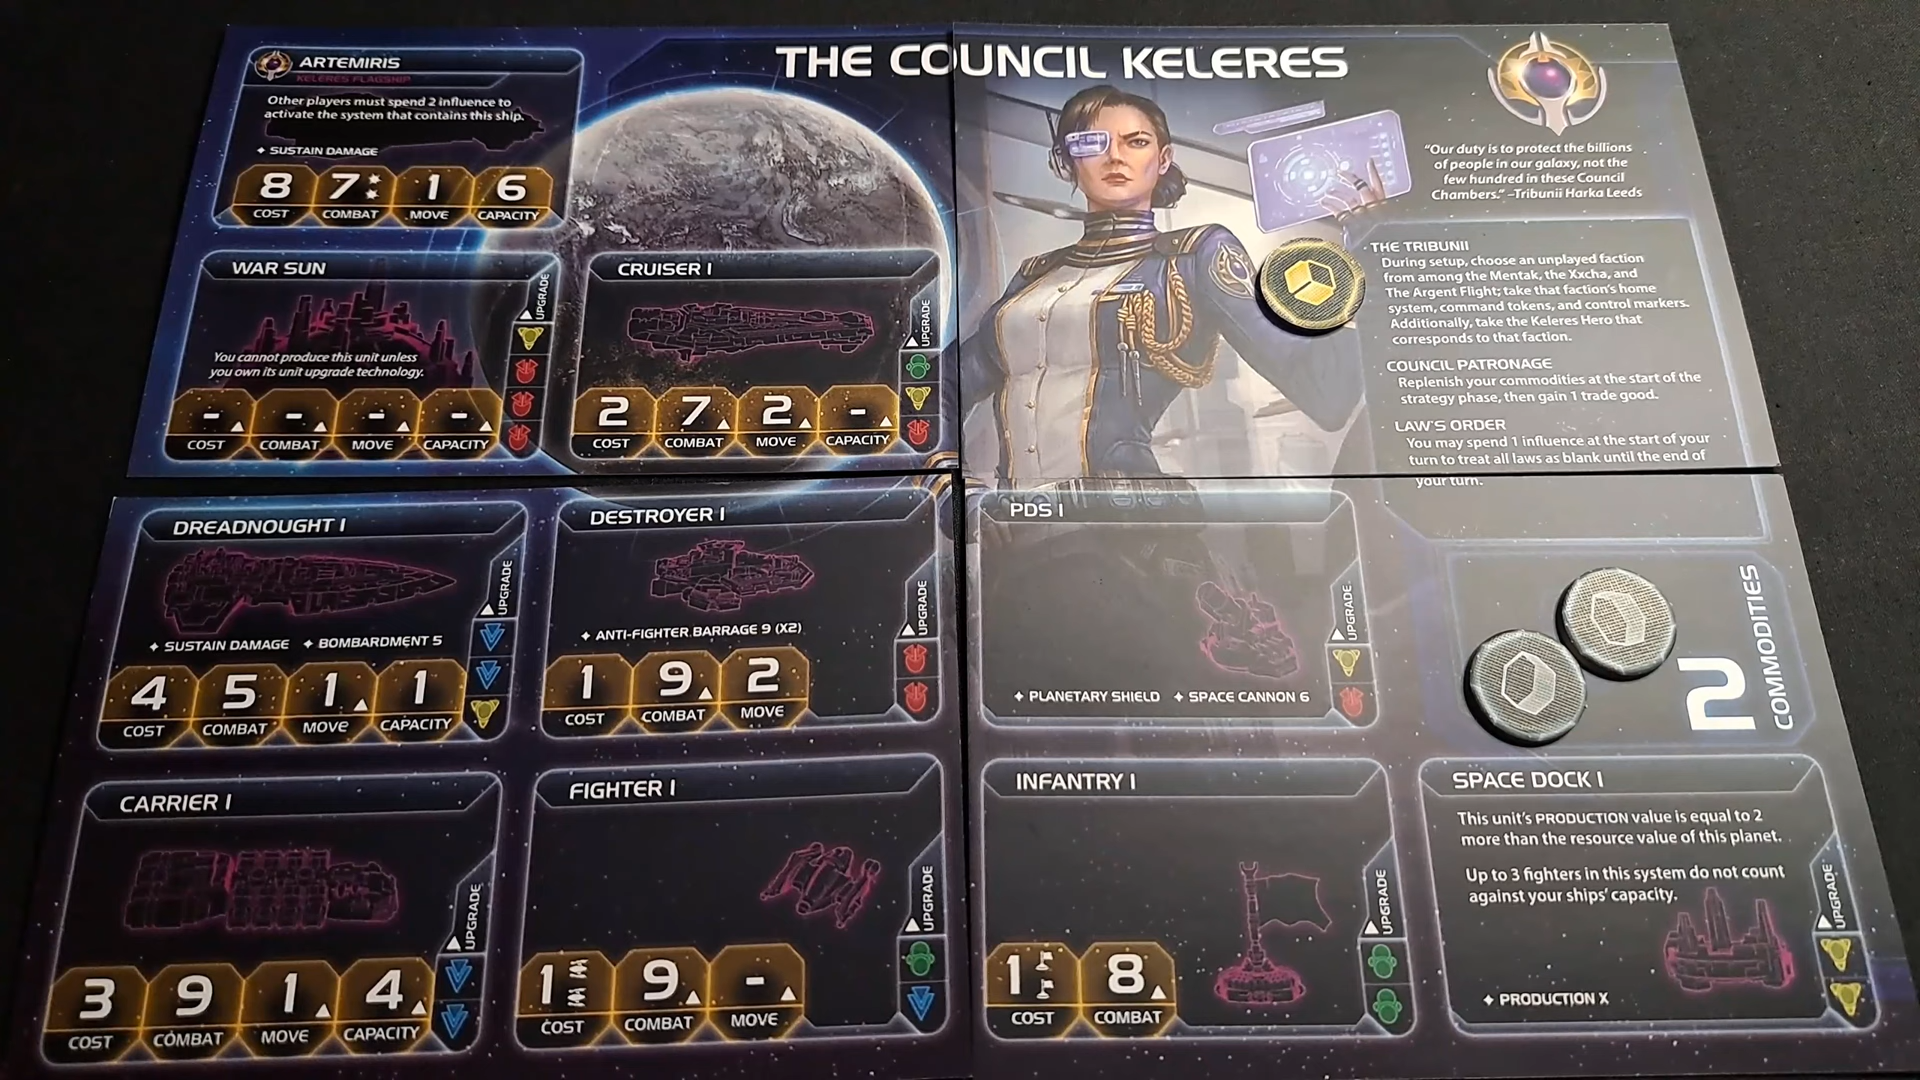 THE COUNCIL KELERES
ARTEMIRIS
KELERES FLAGSHIP
Other players must spend 2 influence to
activate the system that contains this ship.
✦ SUSTAIN DAMAGE
8 7 1 6
COST COMBAT MOVE CAPACITY
WAR SUN
You cannot produce this unit unless
you own its unit upgrade technology.
UPGRADE
- - - -
COST COMBAT MOVE CAPACITY
CRUISER I
UPGRADE
2 7 2 -
COST COMBAT MOVE CAPACITY
“Our duty is to protect the billions
of people in our galaxy, not the
few hundred in these Council
Chambers.” –Tribunii Harka Leeds
THE TRIBUNII
During setup, choose an unplayed faction
from among the Mentak, the Xxcha, and
The Argent Flight; take that faction's home
system, command tokens, and control markers.
Additionally, take the Keleres Hero that
corresponds to that faction.
COUNCIL PATRONAGE
Replenish your commodities at the start of the
strategy phase, then gain 1 trade good.
LAW'S ORDER
You may spend 1 influence at the start of your
turn to treat all laws as blank until the end of
your turn.
DREADNOUGHT I
UPGRADE
✦ SUSTAIN DAMAGE ✦ BOMBARDMENT 5
4 5 1 1
COST COMBAT MOVE CAPACITY
DESTROYER I
UPGRADE
✦ ANTI-FIGHTER BARRAGE 9 (X2)
1 9 2
COST COMBAT MOVE
PDS I
UPGRADE
✦ PLANETARY SHIELD ✦ SPACE CANNON 6
2
COMMODITIES
CARRIER I
UPGRADE
3 9 1 4
COST COMBAT MOVE CAPACITY
FIGHTER I
UPGRADE
1 9 -
COST COMBAT MOVE
INFANTRY I
UPGRADE
1 8
COST COMBAT
SPACE DOCK I
This unit's PRODUCTION value is equal to 2
more than the resource value of this planet.
Up to 3 fighters in this system do not count
against your ships' capacity.
UPGRADE
✦ PRODUCTION X